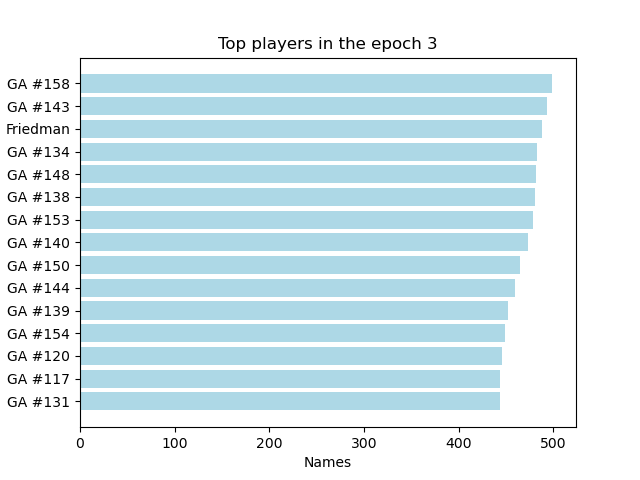 Top players in the epoch 3
GA #158
GA #143
Friedman
GA #134
GA #148
GA #138
GA #153
GA #140
GA #150
GA #144
GA #139
GA #154
GA #120
GA #117
GA #131
0 100 200 300 400 500
Names